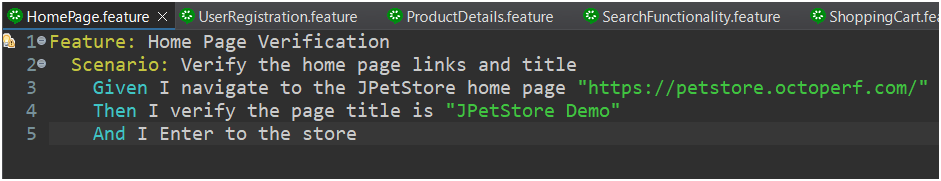 HomePage.feature UserRegistration.feature ProductDetails.feature SearchFunctionality.feature ShoppingCart.fea
1 Feature: Home Page Verification
2 Scenario: Verify the home page links and title
3 Given I navigate to the JPetStore home page "https://petstore.octoperf.com/"
4 Then I verify the page title is "JPetStore Demo"
5 And I Enter to the store